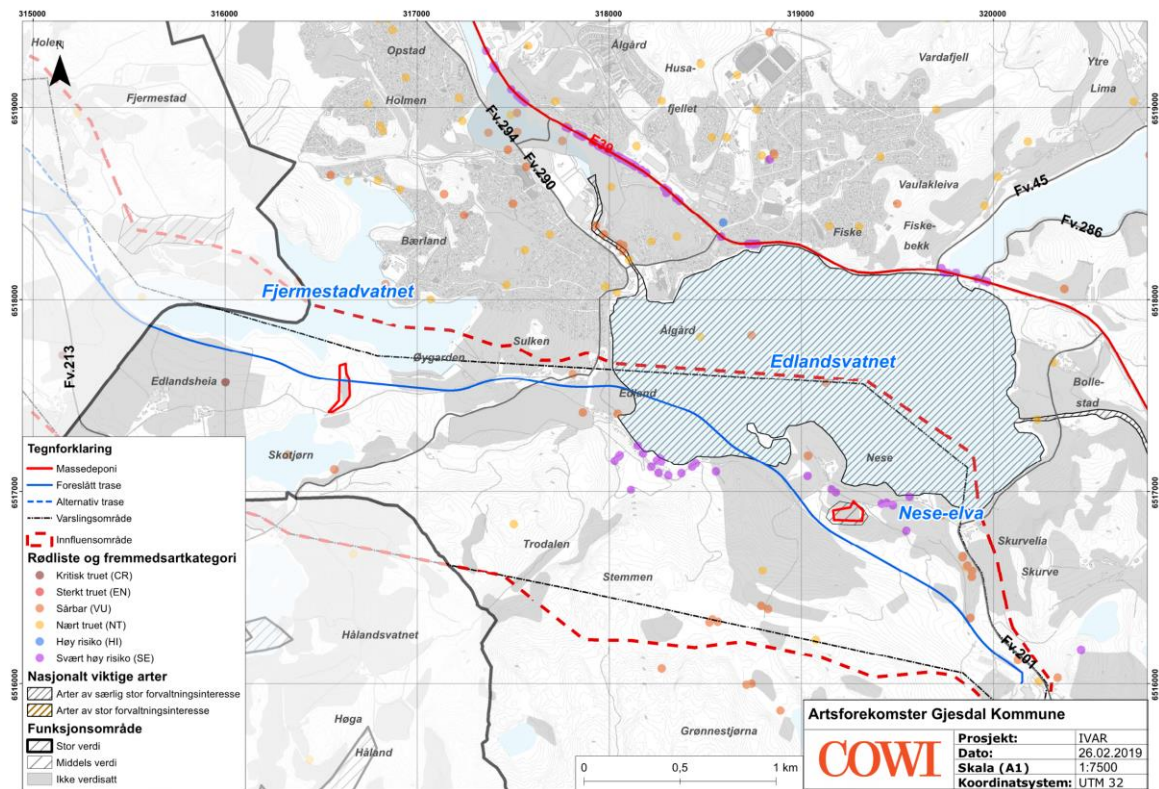 315000
316000
317000
318000
319000
320000
Holen
N
Fjermestad
Opstad
Holmen
Ålgård
Husa-
fjellet
Vardafjell
Ytre
Lima
6519000
6519000
Fv.294
E39
Fv.290
Vaulakleiva
Fv.45
Fv.286
Fiske
Fiske-
bekk
Bærland
Fjermestadvatnet
6518000
6518000
Sulken
Øygarden
Ålgård
Edlandsvatnet
Fv.213
Edlandsheia
Edland
Bolle-
stad
Skotjørn
Nese
6517000
6517000
Nese-elva
Trodalen
Skurvelia
Skurve
Stemmen
Hålandsvatnet
Fv.201
6516000
6516000
Høga
Håland
Grønnestjørna
Tegnforklaring
Massedeponi
Foreslått trase
Alternativ trase
Varslingsområde
Innfluensområde
Rødliste og fremmedsartkategori
Kritisk truet (CR)
Sterkt truet (EN)
Sårbar (VU)
Nært truet (NT)
Høy risiko (HI)
Svært høy risiko (SE)
Nasjonalt viktige arter
Arter av særlig stor forvaltningsinteresse
Arter av stor forvaltningsinteresse
Funksjonsområde
Stor verdi
Middels verdi
Ikke verdisatt
0
0,5
1 km
Artsforekomster Gjesdal Kommune
COWI
Prosjekt: IVAR
Dato: 26.02.2019
Skala (A1) 1:7500
Koordinatsystem: UTM 32